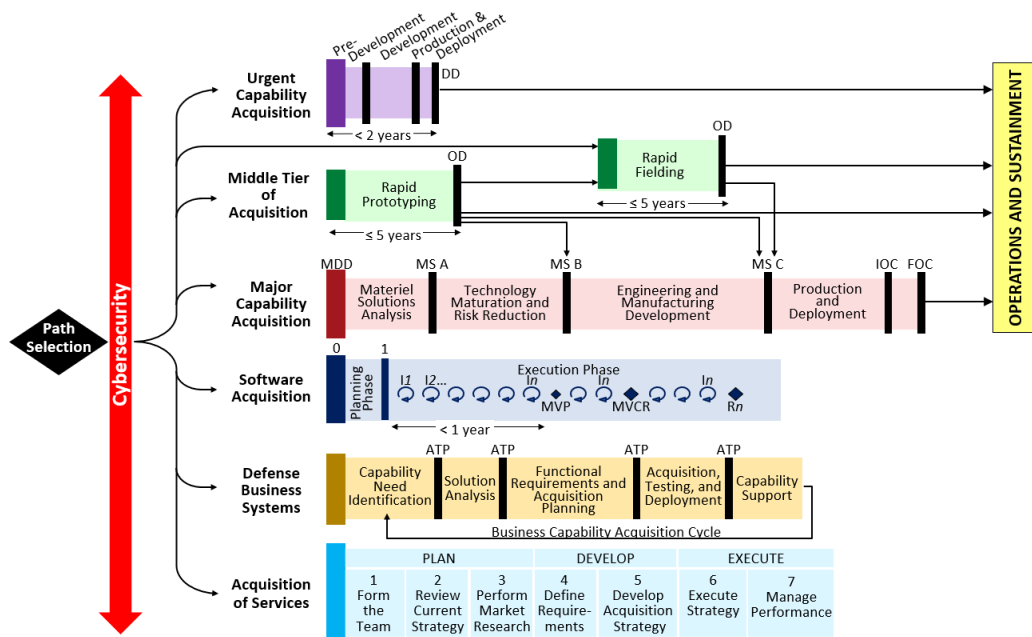 Pre-
Development
Development
Production &
Deployment
Urgent
Capability
Acquisition
DD
< 2 years
Middle Tier
of
Acquisition
Rapid
Prototyping
OD
≤ 5 years
Rapid
Fielding
OD
≤ 5 years
OPERATIONS AND SUSTAINMENT
Path
Selection
Cybersecurity
Major
Capability
Acquisition
MDD
MS A
MS B
MS C
IOC
FOC
Materiel
Solutions
Analysis
Technology
Maturation and
Risk Reduction
Engineering and
Manufacturing
Development
Production
and
Deployment
Software
Acquisition
0
1
Planning
Phase
Execution Phase
I1 I2... In In In
MVP MVCR Rn
< 1 year
Defense
Business
Systems
ATP
ATP
ATP
ATP
Capability
Need
Identification
Solution
Analysis
Functional
Requirements and
Acquisition
Planning
Acquisition,
Testing, and
Deployment
Capability
Support
Business Capability Acquisition Cycle
Acquisition
of Services
PLAN
DEVELOP
EXECUTE
1
Form
the
Team
2
Review
Current
Strategy
3
Perform
Market
Research
4
Define
Require-
ments
5
Develop
Acquisition
Strategy
6
Execute
Strategy
7
Manage
Performance